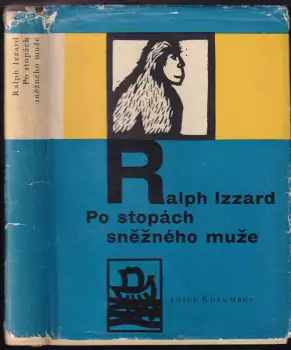 Ralph Izzard
Po stopách
sněžného muže
Ralph Izzard
Po stopách
sněžného muže
EDICE KOLUMBUS